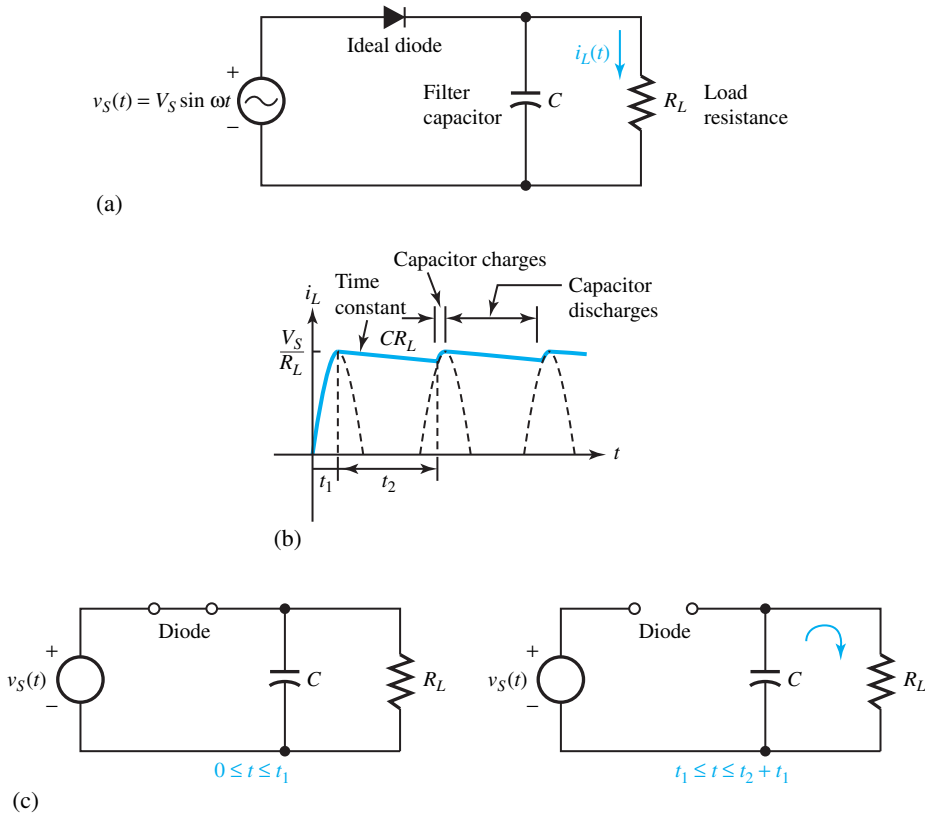 Ideal diode
i_L(t)
+
v_S(t) = V_S sin ωt
−
Filter
capacitor
C
R_L
Load
resistance
(a)
Capacitor charges
Time
constant
Capacitor
discharges
i_L
V_S
R_L
CR_L
t
t_1
t_2
(b)
Diode
+
v_S(t)
−
C
R_L
0 ≤ t ≤ t_1
Diode
+
v_S(t)
−
C
R_L
t_1 ≤ t ≤ t_2 + t_1
(c)